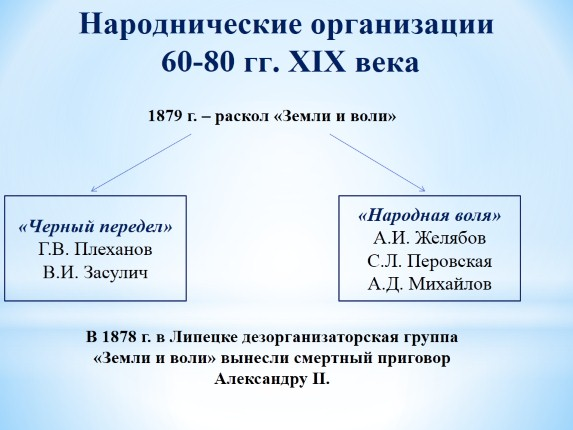 Народнические организации
60-80 гг. XIX века
1879 г. – раскол «Земли и воли»
«Черный передел»
Г.В. Плеханов
В.И. Засулич
«Народная воля»
А.И. Желябов
С.Л. Перовская
А.Д. Михайлов
В 1878 г. в Липецке дезорганизаторская группа
«Земли и воли» вынесли смертный приговор
Александру II.